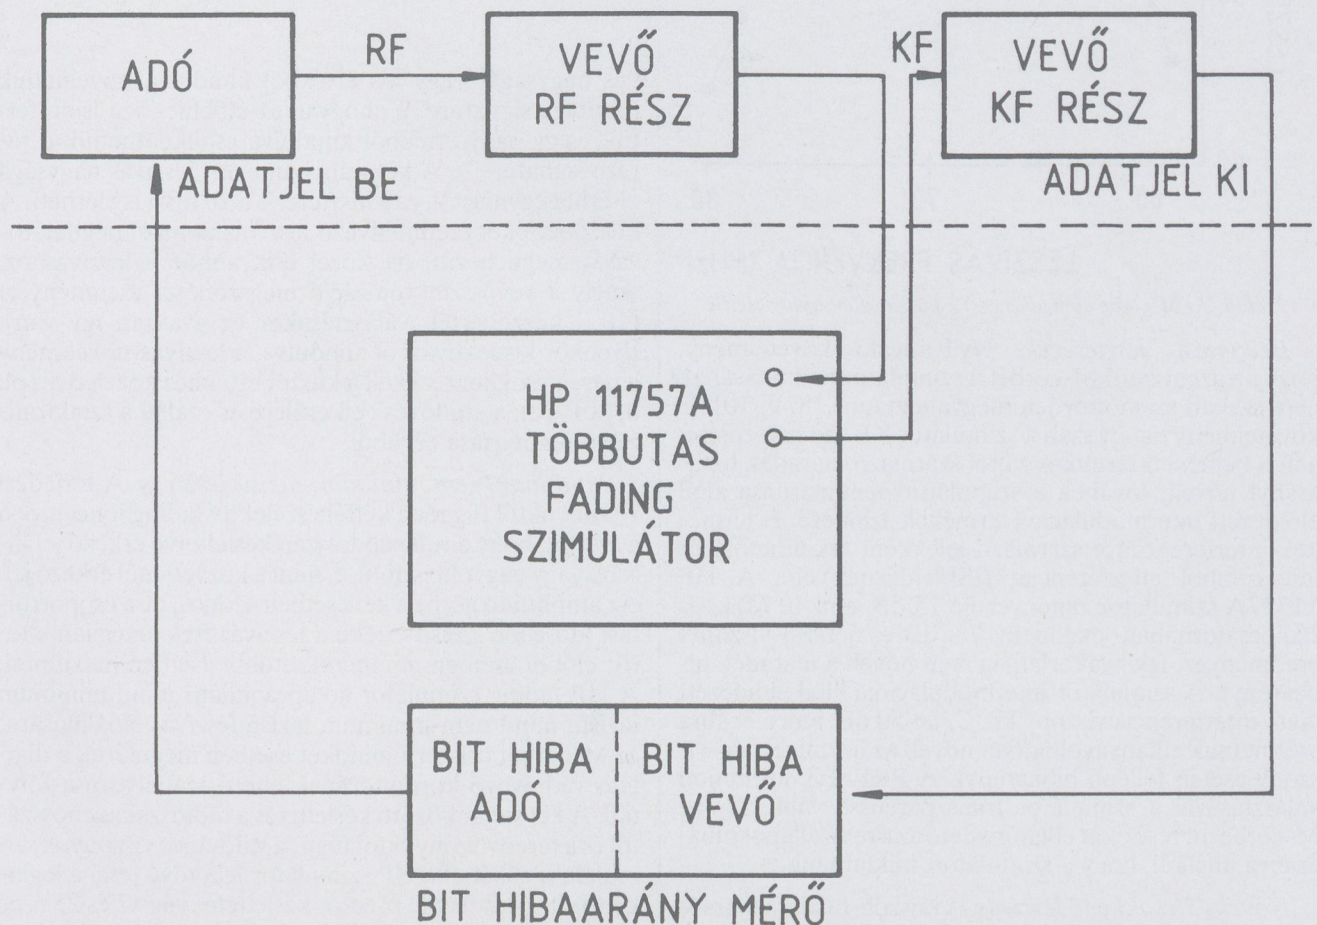 ADÓ
RF
VEVŐ
RF RÉSZ
KF
VEVŐ
KF RÉSZ
ADATJEL BE
ADATJEL KI
HP 11757A
TÖBBUTAS
FADING
SZIMULÁTOR
BIT HIBA
ADÓ
BIT HIBA
VEVŐ
BIT HIBAARÁNY MÉRŐ